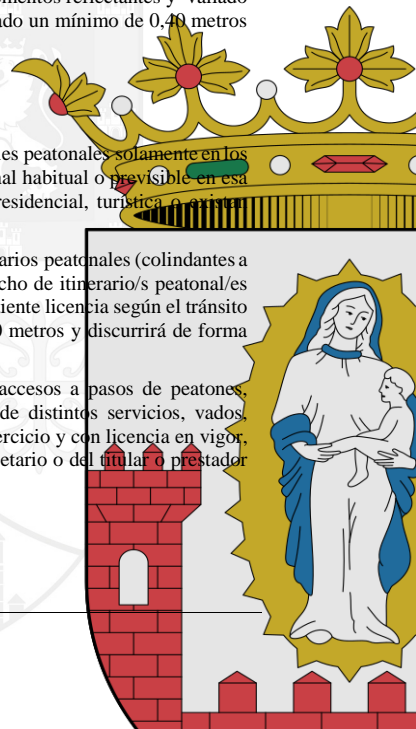 mentos reflectantes y vallado
ado un mínimo de 0,40 metros
es peatonales solamente en los
nal habitual o previsible en esa
residencial, turística o existan
arios peatonales (colindantes a
cho de itinerario/s peatonal/es
iente licencia según el tránsito
0 metros y discurrirá de forma
accesos a pasos de peatones,
de distintos servicios, vados,
ercicio y con licencia en vigor,
etario o del titular o prestador